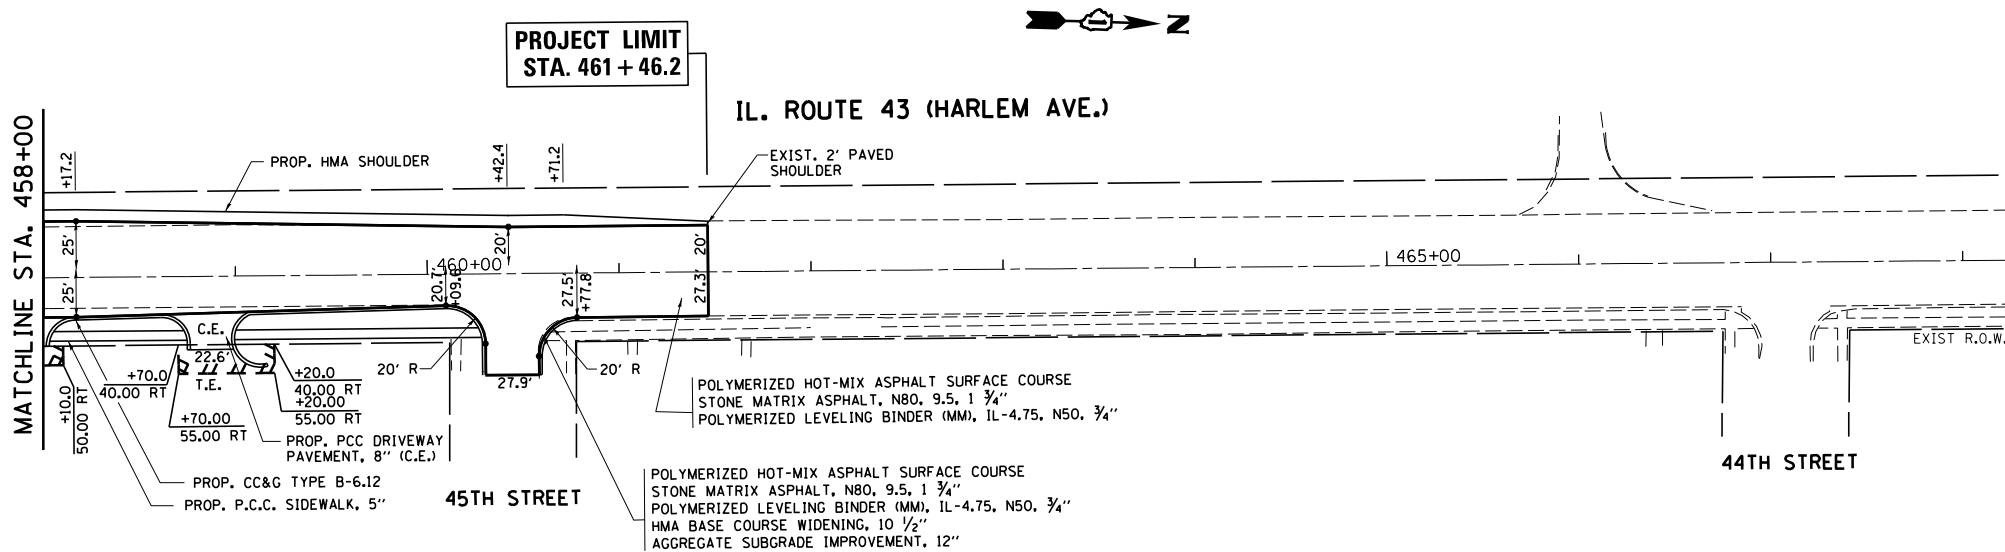 N
PROJECT LIMIT
STA. 461 + 46.2
IL. ROUTE 43 (HARLEM AVE.)
MATCHLINE STA. 458+00
+17.2
PROP. HMA SHOULDER
+42.4
+71.2
EXIST. 2' PAVED
SHOULDER
25'
25'
20'
20'
460+00
465+00
20.7'
+09.6
27.5'
+77.8
27.3'
C.E.
22.6'
T.E.
+10.0
50.00 RT
+70.0
40.00 RT
+70.00
55.00 RT
+20.0
40.00 RT
+20.00
55.00 RT
20' R
27.9'
20' R
EXIST R.O.W.
POLYMERIZED HOT-MIX ASPHALT SURFACE COURSE
STONE MATRIX ASPHALT, N80, 9.5, 1 3/4"
POLYMERIZED LEVELING BINDER (MM), IL-4.75, N50, 3/4"
PROP. PCC DRIVEWAY
PAVEMENT, 8" (C.E.)
PROP. CC&G TYPE B-6.12
PROP. P.C.C. SIDEWALK, 5"
45TH STREET
44TH STREET
POLYMERIZED HOT-MIX ASPHALT SURFACE COURSE
STONE MATRIX ASPHALT, N80, 9.5, 1 3/4"
POLYMERIZED LEVELING BINDER (MM), IL-4.75, N50, 3/4"
HMA BASE COURSE WIDENING, 10 1/2"
AGGREGATE SUBGRADE IMPROVEMENT, 12"